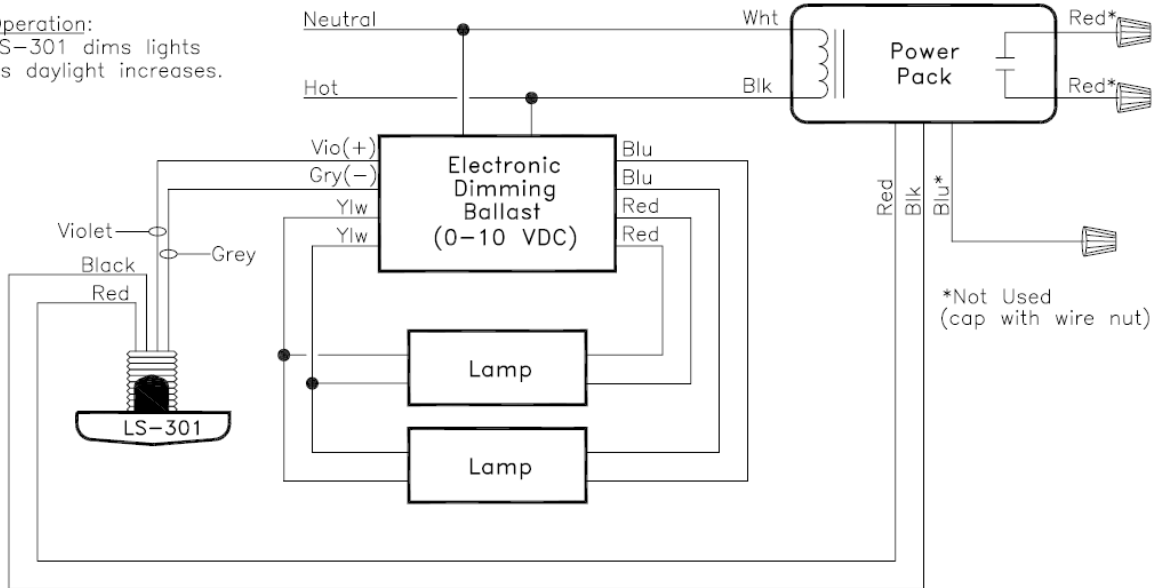 peration:
S-301 dims lights
s daylight increases.
Neutral
Hot
Wht
Blk
Power
Pack
Red*
Red*
Vio(+)
Gry(-)
Ylw
Ylw
Electronic
Dimming
Ballast
(0-10 VDC)
Blu
Blu
Red
Red
Red
Blk
Blu*
Violet
Grey
Black
Red
*Not Used
(cap with wire nut)
Lamp
LS-301
Lamp